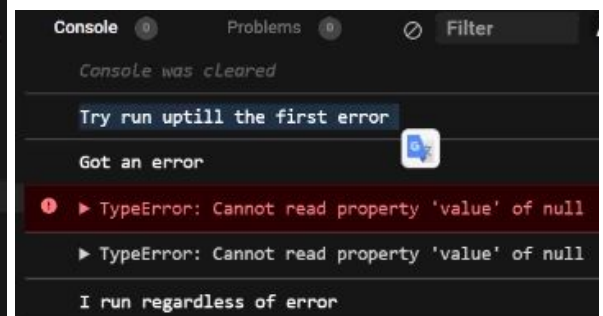 Console 0 Problems 0 Filter
Console was cleared
Try run uptill the first error
Got an error
▶ TypeError: Cannot read property 'value' of null
▶ TypeError: Cannot read property 'value' of null
I run regardless of error